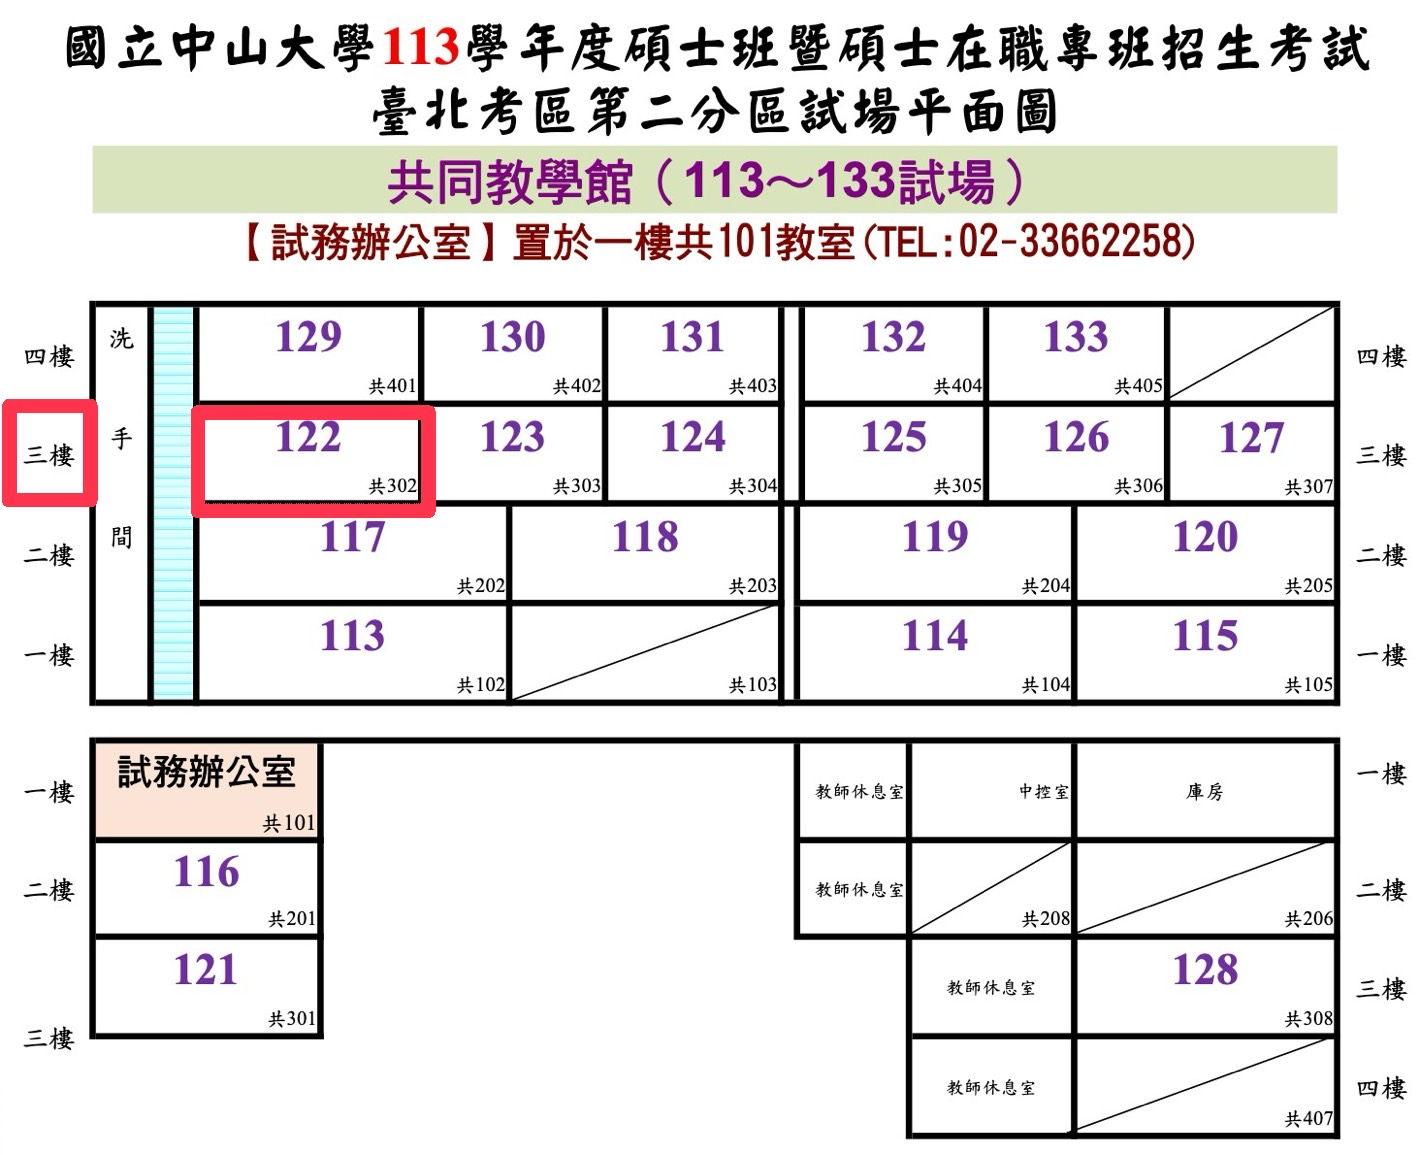 國立中山大學113學年度碩士班暨碩士在職專班招生考試
臺北考區第二分區試場平面圖
共同教學館（113～133試場）
【試務辦公室】置於一樓共101教室(TEL:02-33662258)
四樓 洗 129 共401 130 共402 131 共403 132 共404 133 共405 四樓
三樓 手 122 共302 123 共303 124 共304 125 共305 126 共306 127 共307 三樓
二樓 間 117 共202 118 共203 119 共204 120 共205 二樓
一樓 113 共102 共103 114 共104 115 共105 一樓
一樓 試務辦公室 共101 教師休息室 中控室 庫房 一樓
二樓 116 共201 教師休息室 共208 共206 二樓
三樓 121 共301 教師休息室 128 共308 三樓
教師休息室 共407 四樓